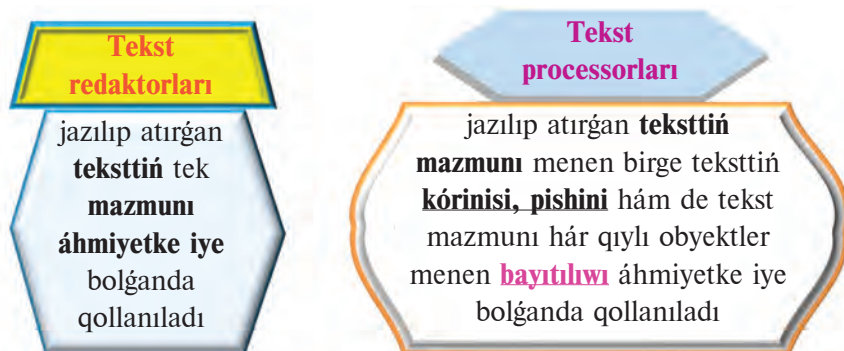 Tekst
redaktorları
jazılıp atırǵan
teksttiń tek
mazmunı
áhmiyetke iye
bolǵanda
qollanıladı
Tekst
processorları
jazılıp atırǵan teksttiń
mazmunı menen birge teksttiń
kórinisi, pishini hám de tekst
mazmunı hár qıylı obyektler
menen bayıtılıwı áhmiyetke iye
bolǵanda qollanıladı